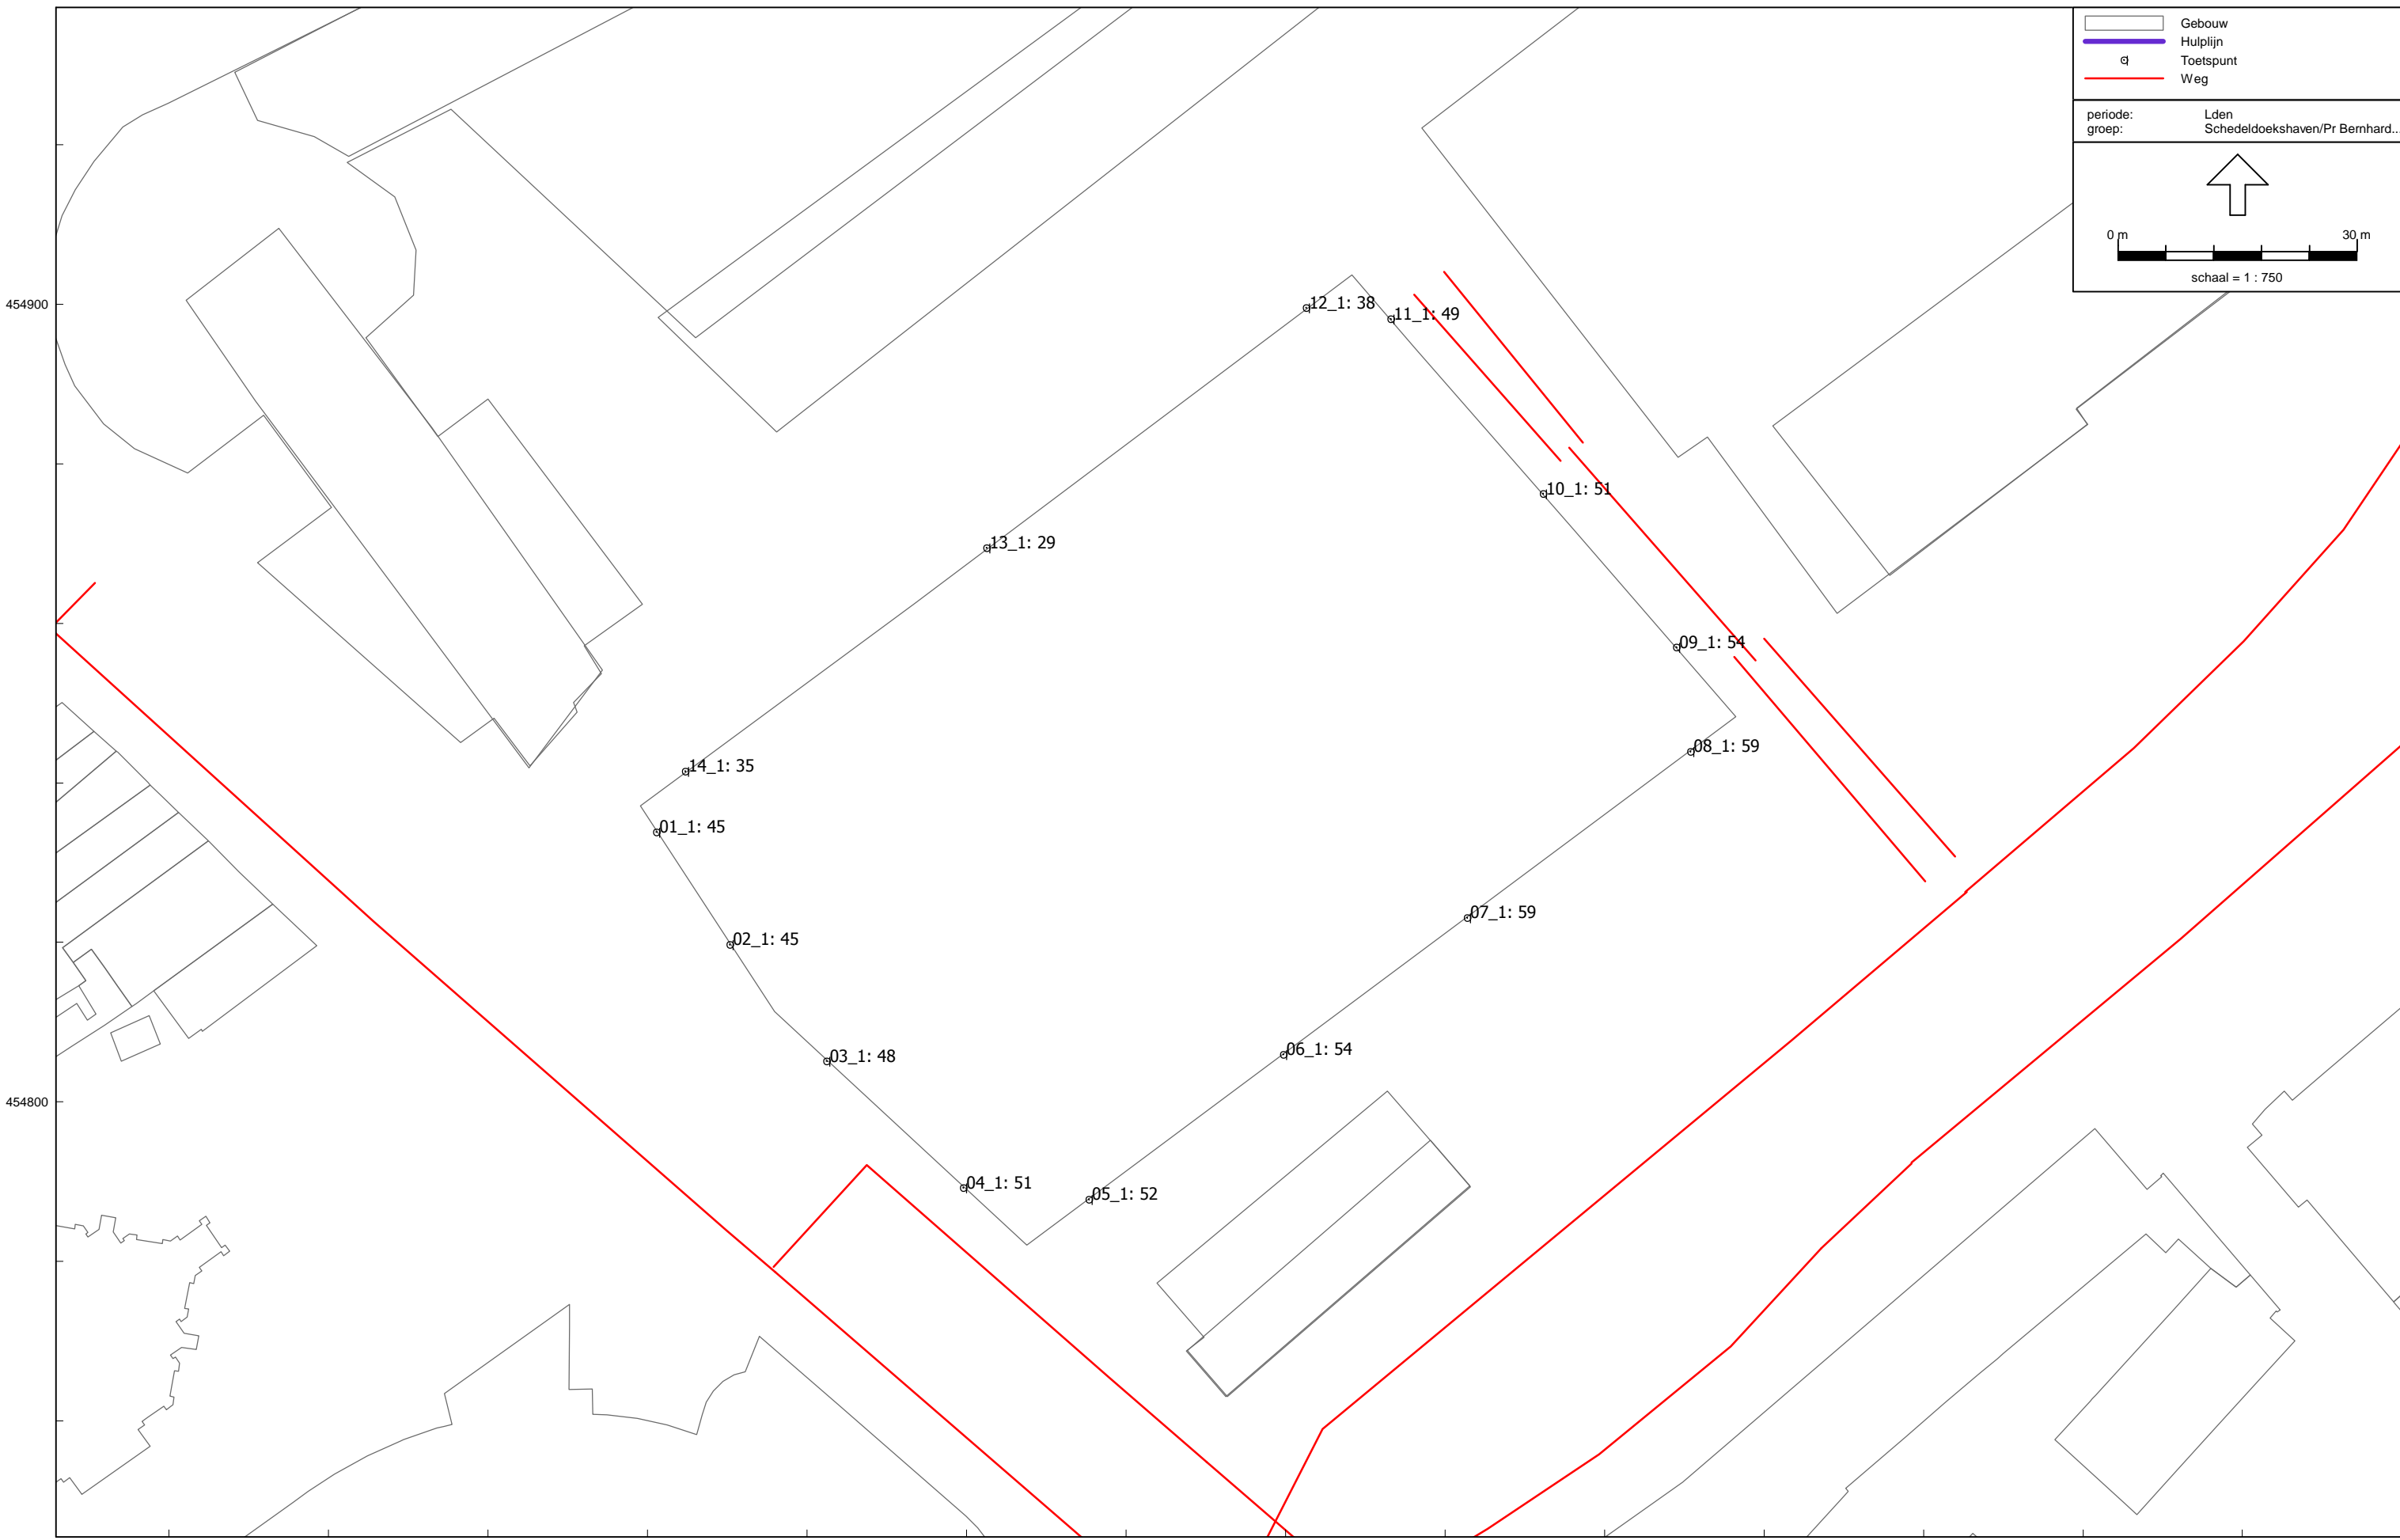 Gebouw
Hulplijn
Toetspunt
Weg
periode: Lden
groep: Schedeldoekshaven/Pr Bernhard...
0 m 30 m
schaal = 1 : 750
454900
12_1: 38
11_1: 49
10_1: 51
13_1: 29
09_1: 54
08_1: 59
14_1: 35
01_1: 45
07_1: 59
02_1: 45
06_1: 54
03_1: 48
454800
04_1: 51
05_1: 52